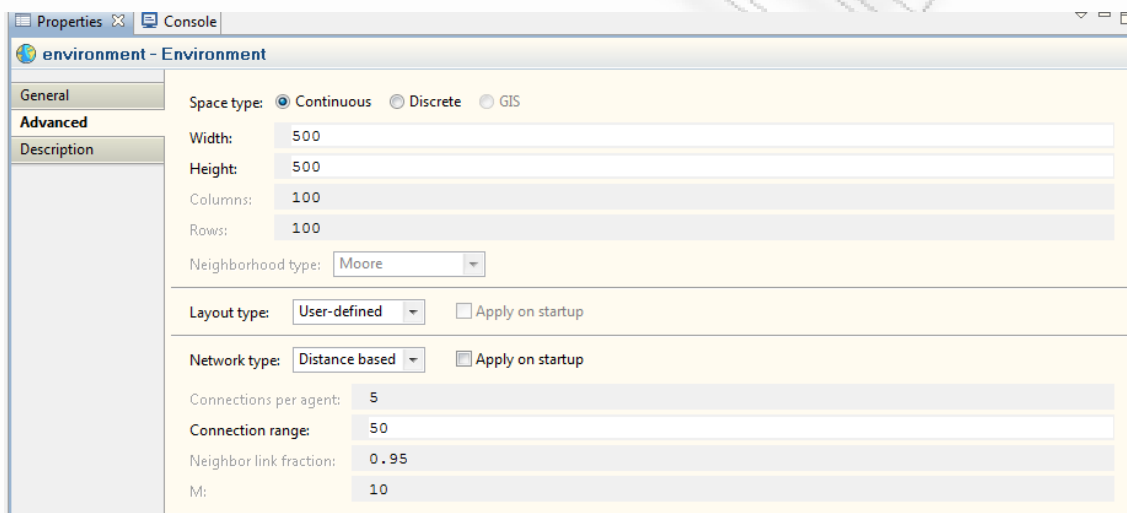 Properties Console
environment - Environment
General
Advanced
Description
Space type: Continuous Discrete GIS
Width: 500
Height: 500
Columns: 100
Rows: 100
Neighborhood type: Moore
Layout type: User-defined Apply on startup
Network type: Distance based Apply on startup
Connections per agent: 5
Connection range: 50
Neighbor link fraction: 0.95
M: 10